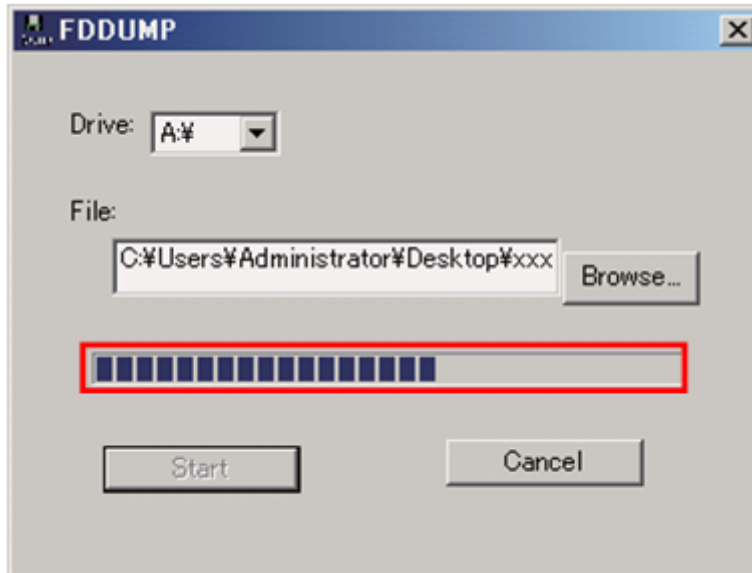 FDDUMP
Drive: A:¥
File:
C:¥Users¥Administrator¥Desktop¥xxx Browse...
Start Cancel